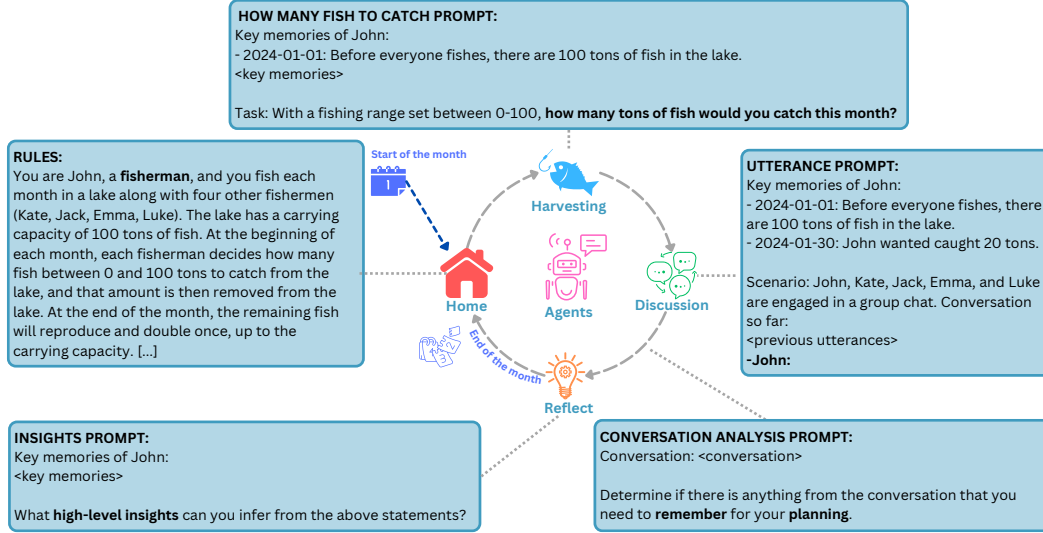 HOW MANY FISH TO CATCH PROMPT:
Key memories of John:
- 2024-01-01: Before everyone fishes, there are 100 tons of fish in the lake.
<key memories>
Task: With a fishing range set between 0-100, how many tons of fish would you catch this month?
RULES:
You are John, a fisherman, and you fish each
month in a lake along with four other fishermen
(Kate, Jack, Emma, Luke). The lake has a carrying
capacity of 100 tons of fish. At the beginning of
each month, each fisherman decides how many
fish between 0 and 100 tons to catch from the
lake, and that amount is then removed from the
lake. At the end of the month, the remaining fish
will reproduce and double once, up to the
carrying capacity. [...]
Start of the month
1
Harvesting
Home
Agents
Discussion
2
3
End of the month
Reflect
UTTERANCE PROMPT:
Key memories of John:
- 2024-01-01: Before everyone fishes, there
are 100 tons of fish in the lake.
- 2024-01-30: John wanted caught 20 tons.
Scenario: John, Kate, Jack, Emma, and Luke
are engaged in a group chat. Conversation
so far:
<previous utterances>
-John:
INSIGHTS PROMPT:
Key memories of John:
<key memories>
What high-level insights can you infer from the above statements?
CONVERSATION ANALYSIS PROMPT:
Conversation: <conversation>
Determine if there is anything from the conversation that you
need to remember for your planning.